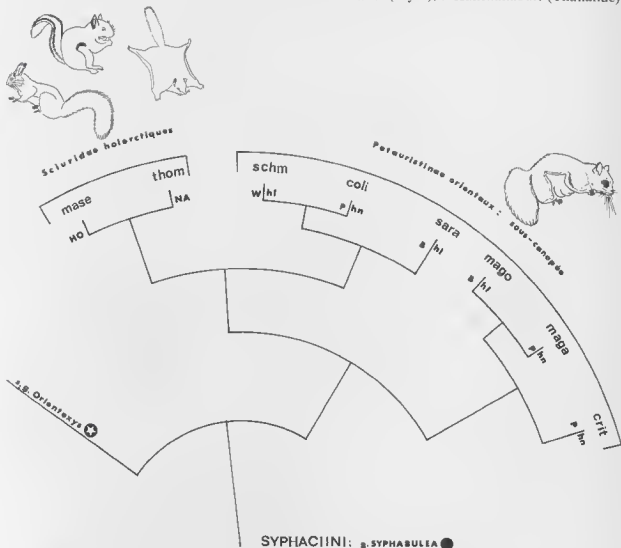 Sciuridae holarctiques
Petauristinae orientaux : sous-canopée
mase
thom
schm
coli
sara
mago
maga
crit
HO
NA
W hl
P hn
B hl
B hl
P hn
P hn
s.g. Orientoxys
SYPHACIINI: g. SYPHABULEA